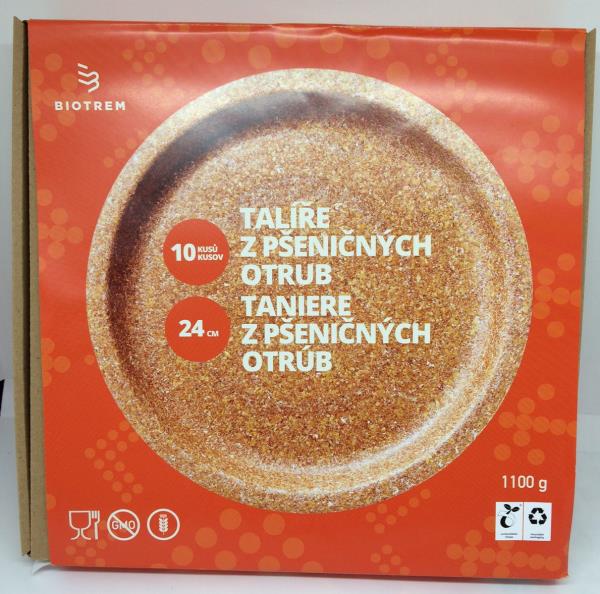 BIOTREM
TALÍŘE
Z PŠENIČNÝCH
OTRUB
10 KUSŮ
KUSOV
TANIERE
Z PŠENIČNÝCH
OTRÚB
24 CM
1100 g
GMO